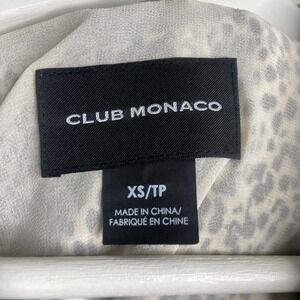 CLUB MONACO
XS/TP
MADE IN CHINA/
FABRIQUÉ EN CHINE